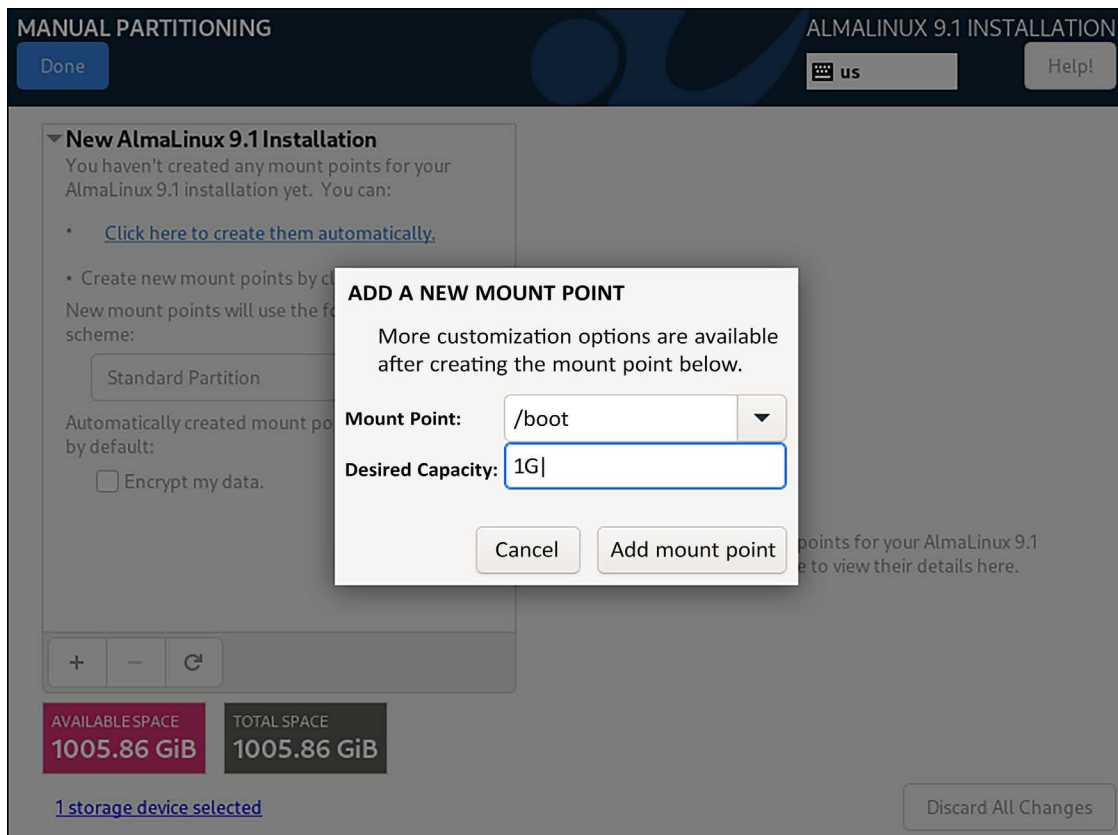 MANUAL PARTITIONING
ALMALINUX 9.1 INSTALLATION
Done
us
Help!
New AlmaLinux 9.1 Installation
You haven't created any mount points for your
AlmaLinux 9.1 installation yet. You can:
• Click here to create them automatically.
• Create new mount points by cl
New mount points will use the fo
scheme:
Standard Partition
Automatically created mount po
by default:
Encrypt my data.
ADD A NEW MOUNT POINT
More customization options are available
after creating the mount point below.
Mount Point:
/boot
Desired Capacity:
1G
Cancel
Add mount point
points for your AlmaLinux 9.1
e to view their details here.
+ −
AVAILABLE SPACE
1005.86 GiB
TOTAL SPACE
1005.86 GiB
1 storage device selected
Discard All Changes